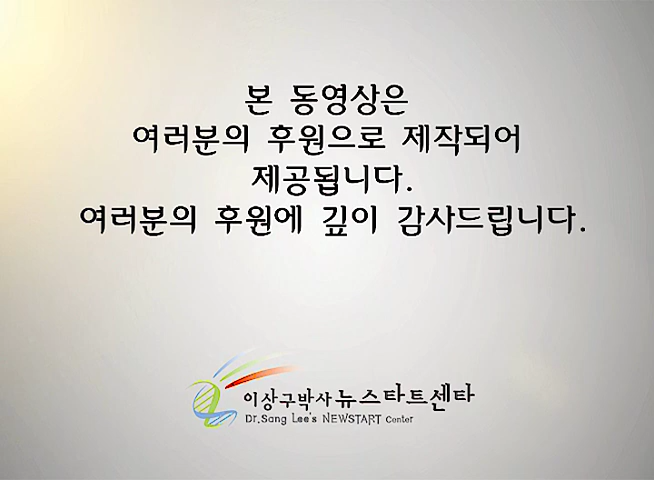 본 동영상은
여러분의 후원으로 제작되어
제공됩니다.
여러분의 후원에 깊이 감사드립니다.
이상구박사 뉴스타트센타
Dr.Sang Lee's NEWSTART Center